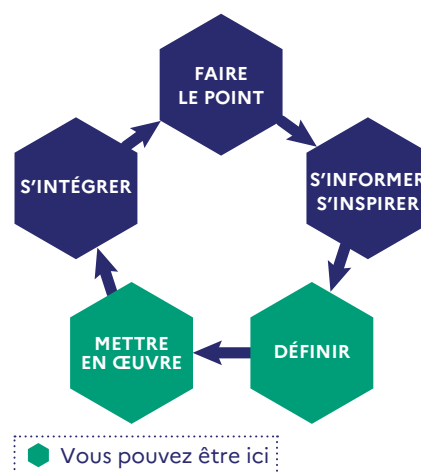 FAIRE
LE POINT
S'INTÉGRER
S'INFORMER
S'INSPIRER
METTRE
EN ŒUVRE
DÉFINIR
Vous pouvez être ici